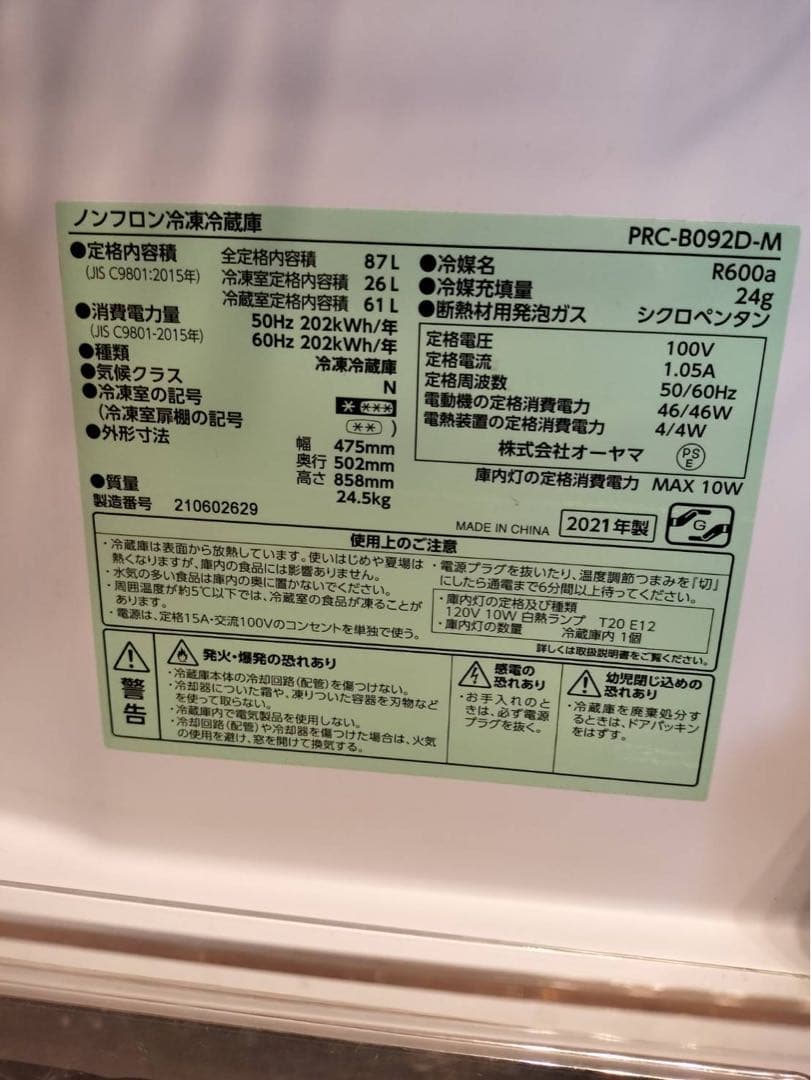 ノンフロン冷凍冷蔵庫
PRC-B092D-M
●定格内容積
(JIS C9801:2015年)
全定格内容積 87L
冷凍室定格内容積 26L
冷蔵室定格内容積 61L
●消費電力量
(JIS C9801-2015年)
50Hz 202kWh/年
60Hz 202kWh/年
●種類 冷凍冷蔵庫
●気候クラス N
●冷凍室の記号 * ***
(冷凍室扉棚の記号 ** )
●外形寸法
幅 475mm
奥行 502mm
高さ 858mm
●質量 24.5kg
製造番号 210602629
●冷媒名 R600a
●冷媒充填量 24g
●断熱材用発泡ガス シクロペンタン
定格電圧 100V
定格電流 1.05A
定格周波数 50/60Hz
電動機の定格消費電力 46/46W
電熱装置の定格消費電力 4/4W
株式会社オーヤマ
PS
E
庫内灯の定格消費電力 MAX 10W
MADE IN CHINA 2021年製
G
使用上のご注意
・冷蔵庫は表面から放熱しています。使いはじめや夏場は
熱くなりますが、庫内の食品には影響ありません。
・水気の多い食品は庫内の奥に置かないでください。
・周囲温度が約5℃以下では、冷蔵室の食品が凍ることが
あります。
・電源は、定格15A・交流100Vのコンセントを単独で使う。
・電源プラグを抜いたり、温度調節つまみを「切」
にしたら通電まで6分間以上待ってください。
・庫内灯の定格及び種類
120V 10W 白熱ランプ T20 E12
・庫内灯の数量 冷蔵庫内 1個
詳しくは取扱説明書をご覧ください。
警告
発火・爆発の恐れあり
・冷蔵庫本体の冷却回路(配管)を傷つけない。
・冷却器についた霜や、凍りついた容器を刃物など
を使って取らない。
・冷蔵庫内で電気製品を使用しない。
・冷却回路(配管)や冷却器を傷つけた場合は、火気
の使用を避け、窓を開けて換気する。
感電の
恐れあり
・お手入れのと
きは、必ず電源
プラグを抜く。
幼児閉じ込めの
恐れあり
・冷蔵庫を廃棄処分す
るときは、ドアパッキン
をはずす。